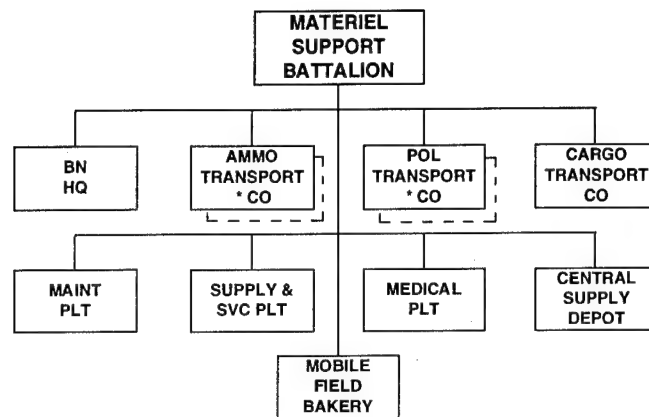 MATERIEL
SUPPORT
BATTALION
BN
HQ
AMMO
TRANSPORT
* CO
POL
TRANSPORT
* CO
CARGO
TRANSPORT
CO
MAINT
PLT
SUPPLY &
SVC PLT
MEDICAL
PLT
CENTRAL
SUPPLY
DEPOT
MOBILE
FIELD
BAKERY